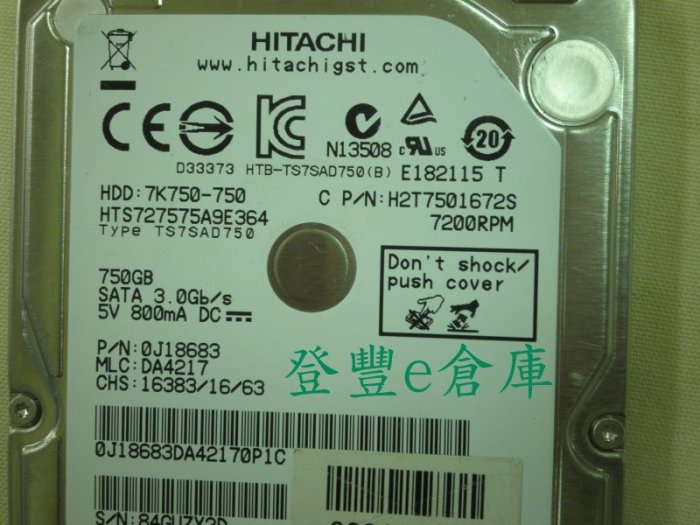 HITACHI
www.hitachigst.com
N13508
c UL us
20
D33373 HTB-TS7SAD750(B) E182115 T
HDD:7K750-750
C P/N:H2T7501672S
HTS727575A9E364
7200RPM
Type TS7SAD750
Don't shock/
push cover
750GB
SATA 3.0Gb/s
5V 800mA DC
P/N:0J18683
MLC:DA4217
CHS:16383/16/63
登豐e倉庫
0J18683DA42170P1C